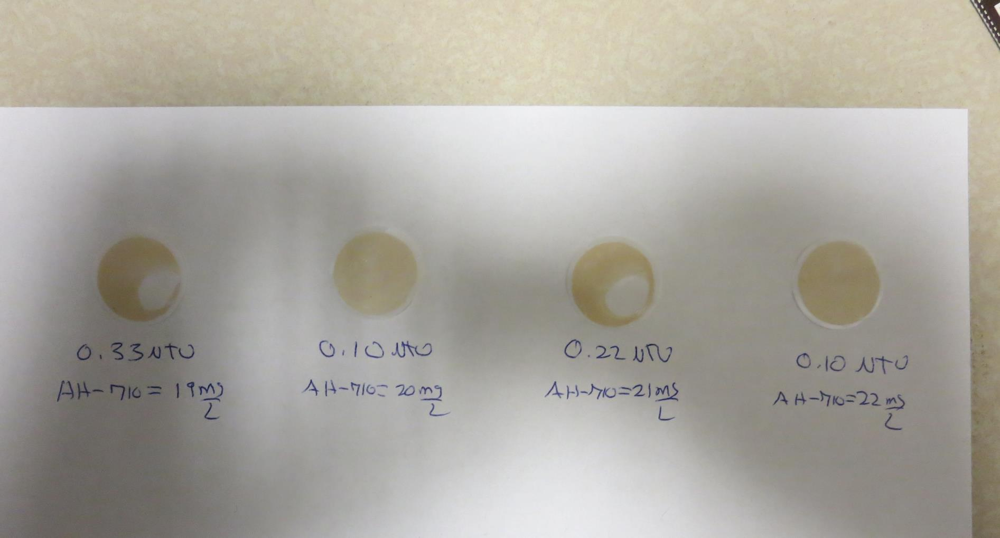 0.33 NTU
AH-710 = 19 mg/L
0.10 NTU
AH-710 = 20 mg/L
0.22 NTU
AH-710 = 21 mg/L
0.10 NTU
AH-710 = 22 mg/L